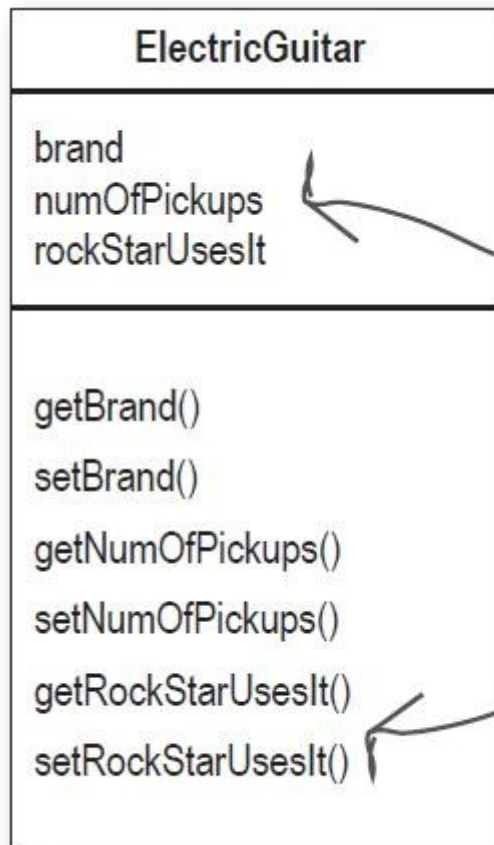 ElectricGuitar
brand
numOfPickups
rockStarUsesIt
getBrand()
setBrand()
getNumOfPickups()
setNumOfPickups()
getRockStarUsesIt()
setRockStarUsesIt()